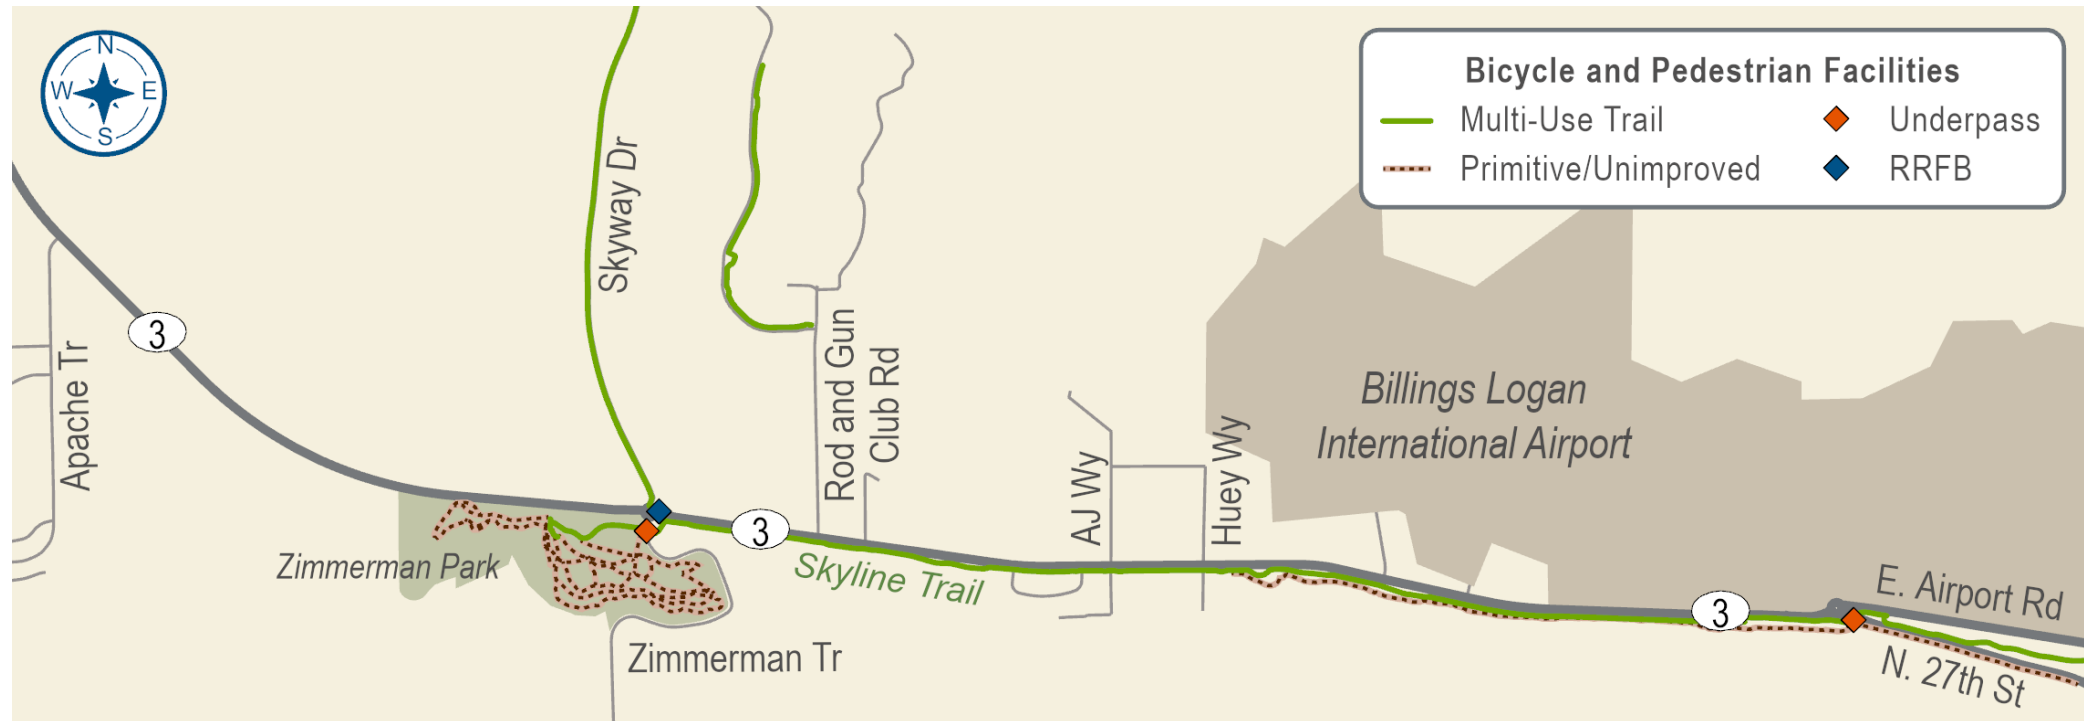 N
W
E
S
Bicycle and Pedestrian Facilities
Multi-Use Trail
Underpass
Primitive/Unimproved
RRFB
Skyway Dr
3
Apache Tr
Rod and Gun
Club Rd
Billings Logan
International Airport
AJ Wy
Huey Wy
3
Zimmerman Park
Skyline Trail
3
E. Airport Rd
Zimmerman Tr
N. 27th St